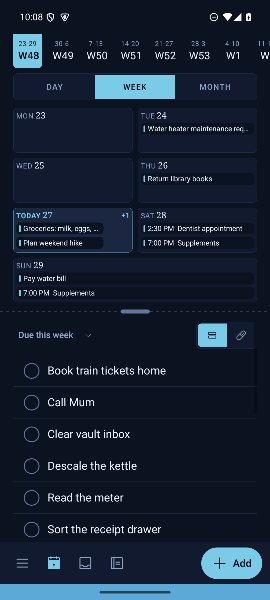 10:08
23-29 30-6 7-13 14-20 21-27 28-3 4-10 11-1
W48 W49 W50 W51 W52 W53 W1 W
DAY WEEK MONTH
MON 23
TUE 24
Water heater maintenance req...
WED 25
THU 26
Return library books
TODAY 27 +1
Groceries: milk, eggs, ...
Plan weekend hike
SAT 28
2:30 PM Dentist appointment
7:00 PM Supplements
SUN 29
Pay water bill
7:00 PM Supplements
Due this week
Book train tickets home
Call Mum
Clear vault inbox
Descale the kettle
Read the meter
Sort the receipt drawer
Add